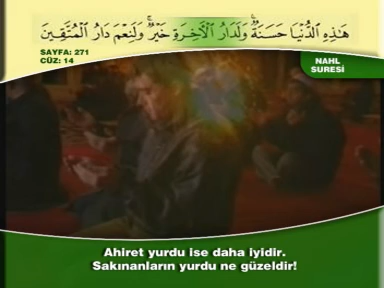 هَٰذِهِ الدُّنْيَا حَسَنَةٌ ۚ وَلَدَارُ الْآخِرَةِ خَيْرٌ ۚ وَلَنِعْمَ دَارُ الْمُتَّقِينَ
SAYFA: 271
CÜZ: 14
NAHL
SURESİ
Ahiret yurdu ise daha iyidir.
Sakınanların yurdu ne güzeldir!